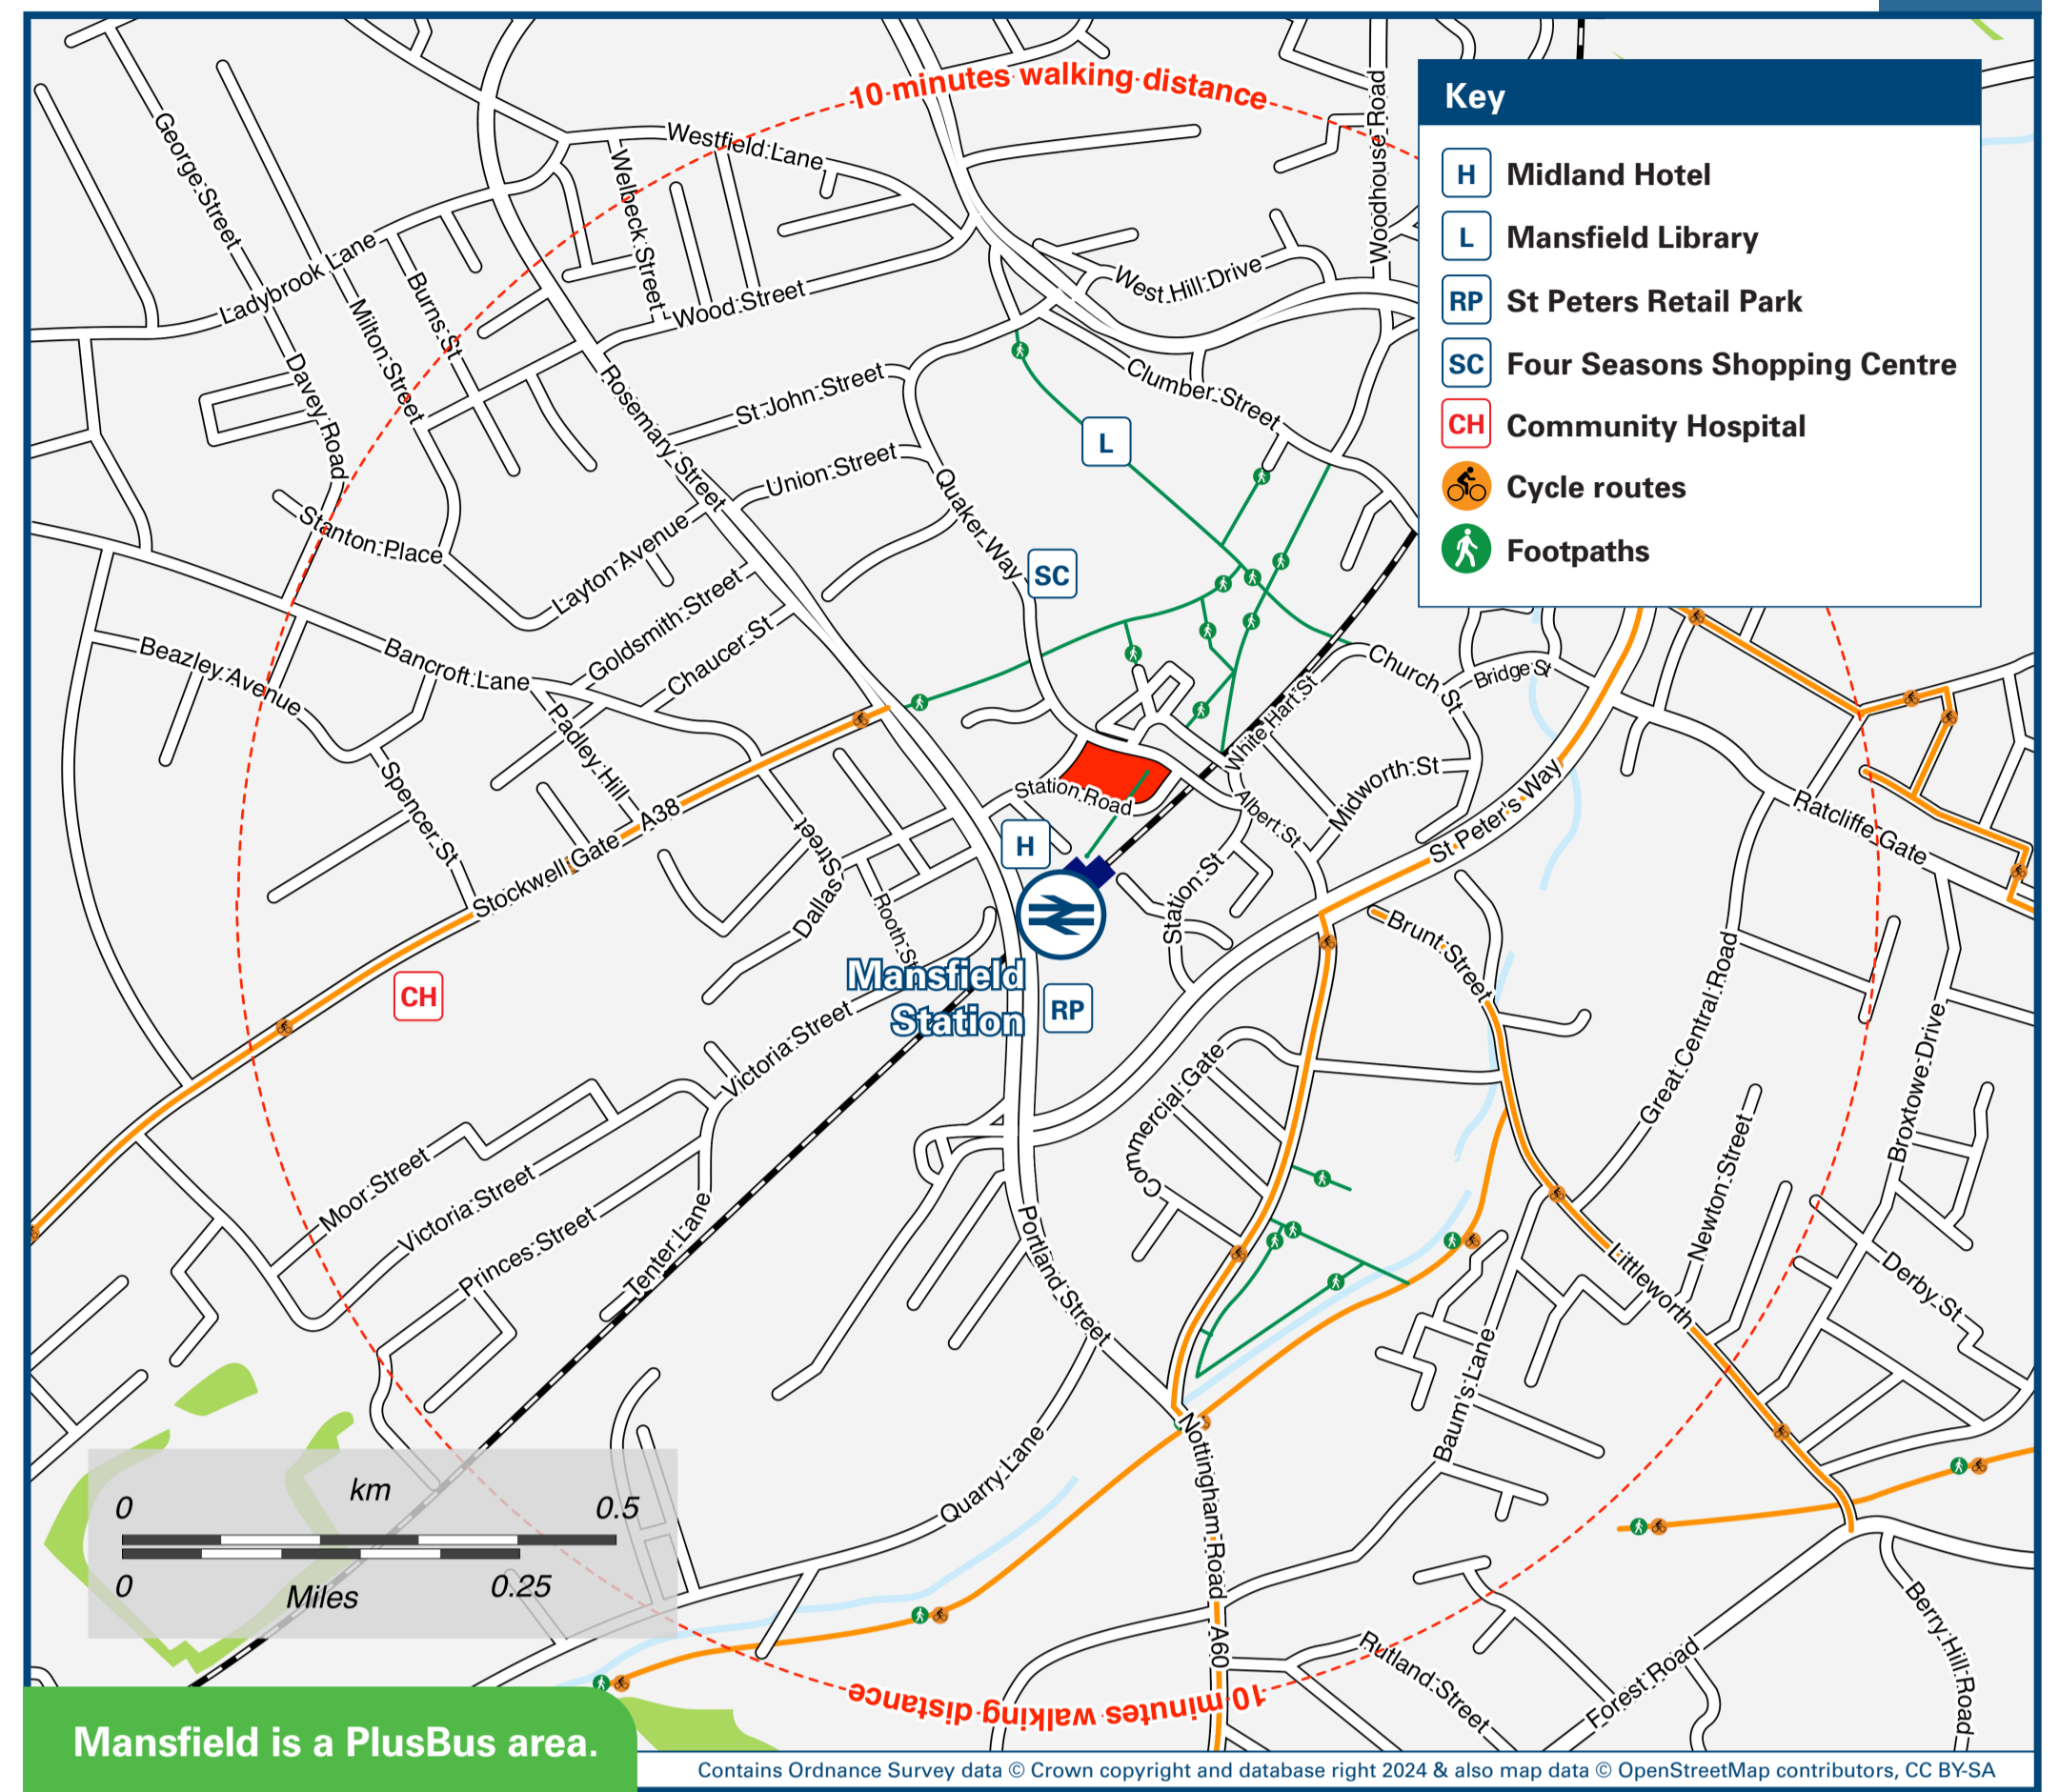 10 minutes walking distance
Key
H Midland Hotel
L Mansfield Library
RP St Peters Retail Park
SC Four Seasons Shopping Centre
CH Community Hospital
Cycle routes
Footpaths
George Street
Westfield Lane
Welbeck Street
Woodhouse Road
Ladybrook Lane
Burns St
Milton Street
Wood Street
West Hill Drive
Davey Road
Rosemary Street
St John Street
Clumber Street
L
Union Street
Quaker Way
SC
Stanton Place
Layton Avenue
Goldsmith Street
Chaucer St
Beazley Avenue
Bancroft Lane
Padley Hill
Church St
Bridge St
White Hart St
Spencer St
Station Road
Albert St
Midworth St
St Peter's Way
Ratcliffe Gate
Stockwell Gate
A38
Dallas Street
Rooth St
H
Station St
Brunt Street
CH
Mansfield
Station
RP
Victoria Street
Great Central Road
Broxtowe Drive
Commercial Gate
Moor Street
Victoria Street
Princes Street
Tenter Lane
Portland Street
Newton Street
Littleworth
Derby St
Baum's Lane
Quarry Lane
Nottingham Road
A60
Rutland Street
Forest Road
Berry Hill Road
km
0 0.5
0 0.25
Miles
10 minutes walking distance
Mansfield is a PlusBus area.
Contains Ordnance Survey data © Crown copyright and database right 2024 & also map data © OpenStreetMap contributors, CC BY-SA